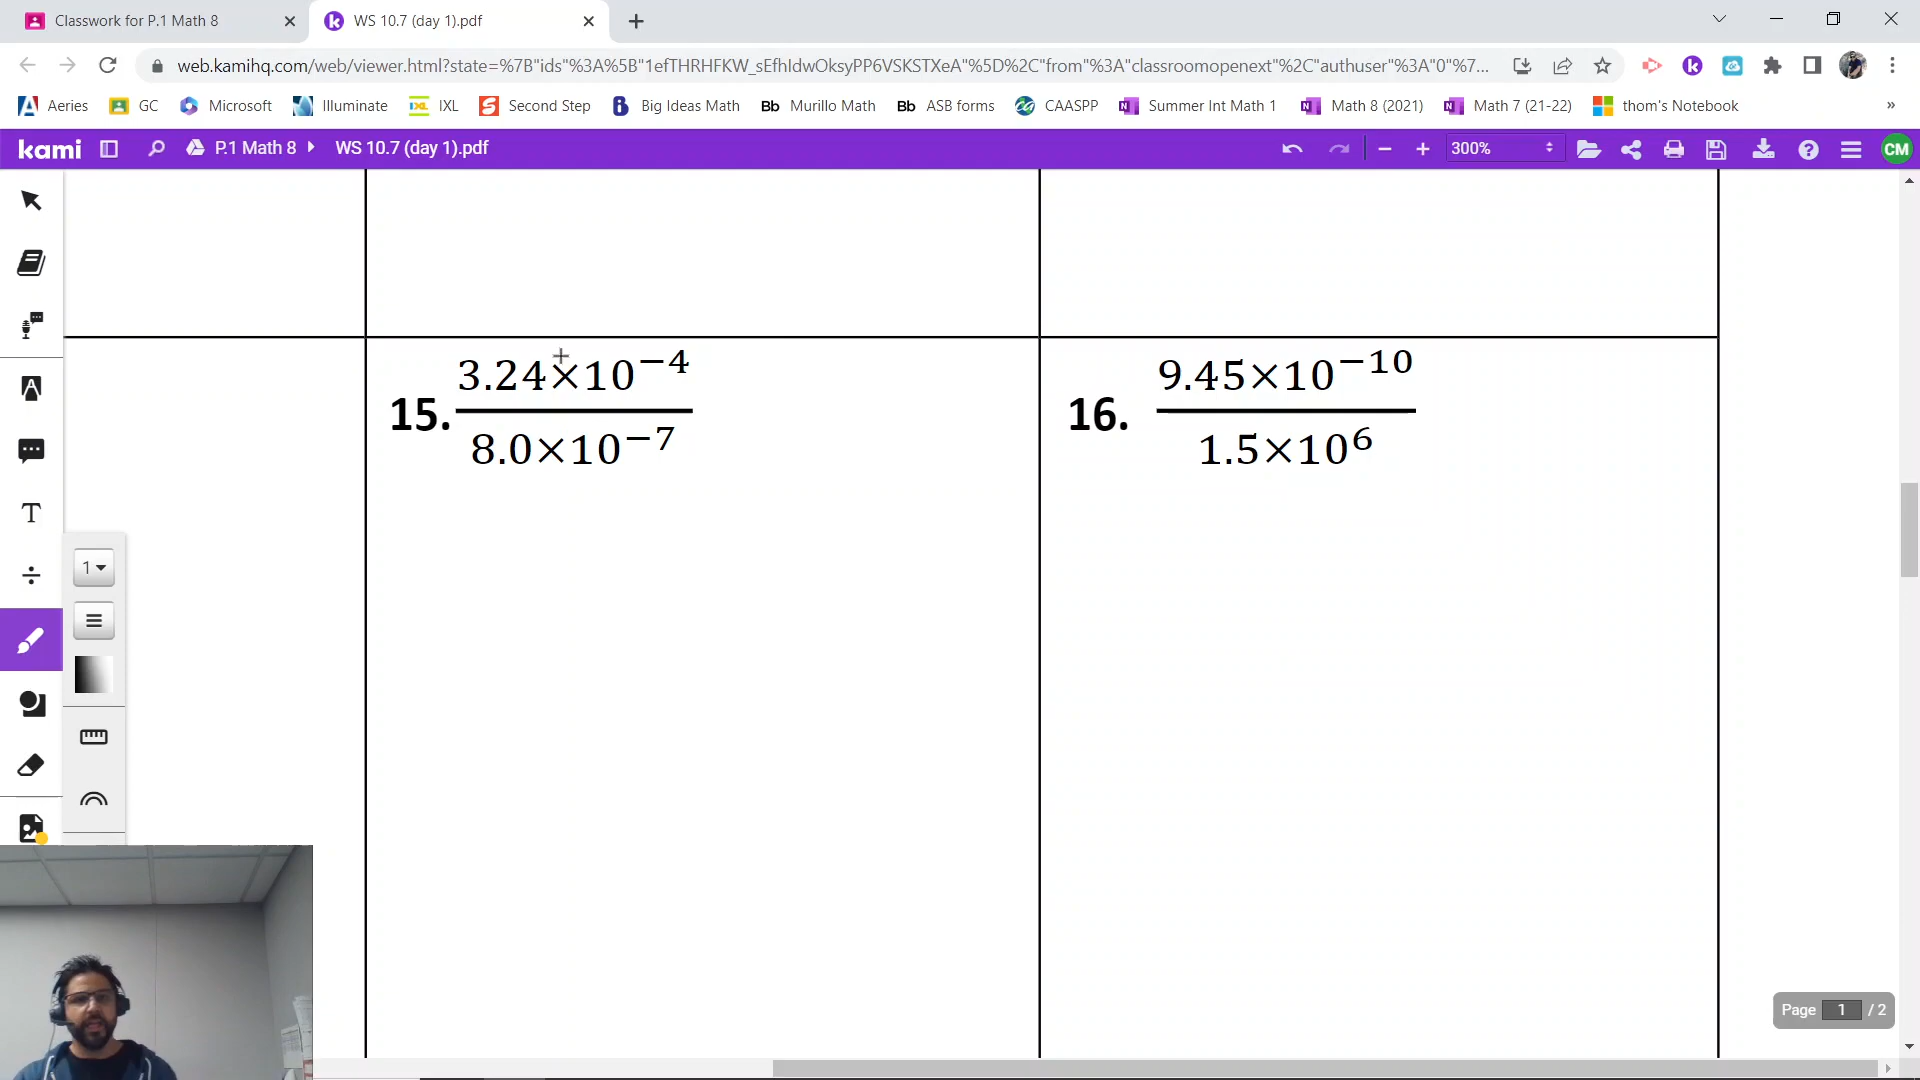 Classwork for P.1 Math 8
WS 10.7 (day 1).pdf
web.kamihq.com/web/viewer.html?state=%7B"ids"%3A%5B"1efTHRHFKW_sEfhIdwOksyPP6VSKSTXeA"%5D%2C"from"%3A"classroomopenext"%2C"authuser"%3A"0"%7...
Aeries GC Microsoft Illuminate IXL Second Step Big Ideas Math Bb Murillo Math Bb ASB forms CAASPP Summer Int Math 1 Math 8 (2021) Math 7 (21-22) thom's Notebook »
kami P.1 Math 8 WS 10.7 (day 1).pdf 300% CM
15. 3.24×10⁻⁴
8.0×10⁻⁷
16. 9.45×10⁻¹⁰
1.5×10⁶
T
1
Page 1 / 2